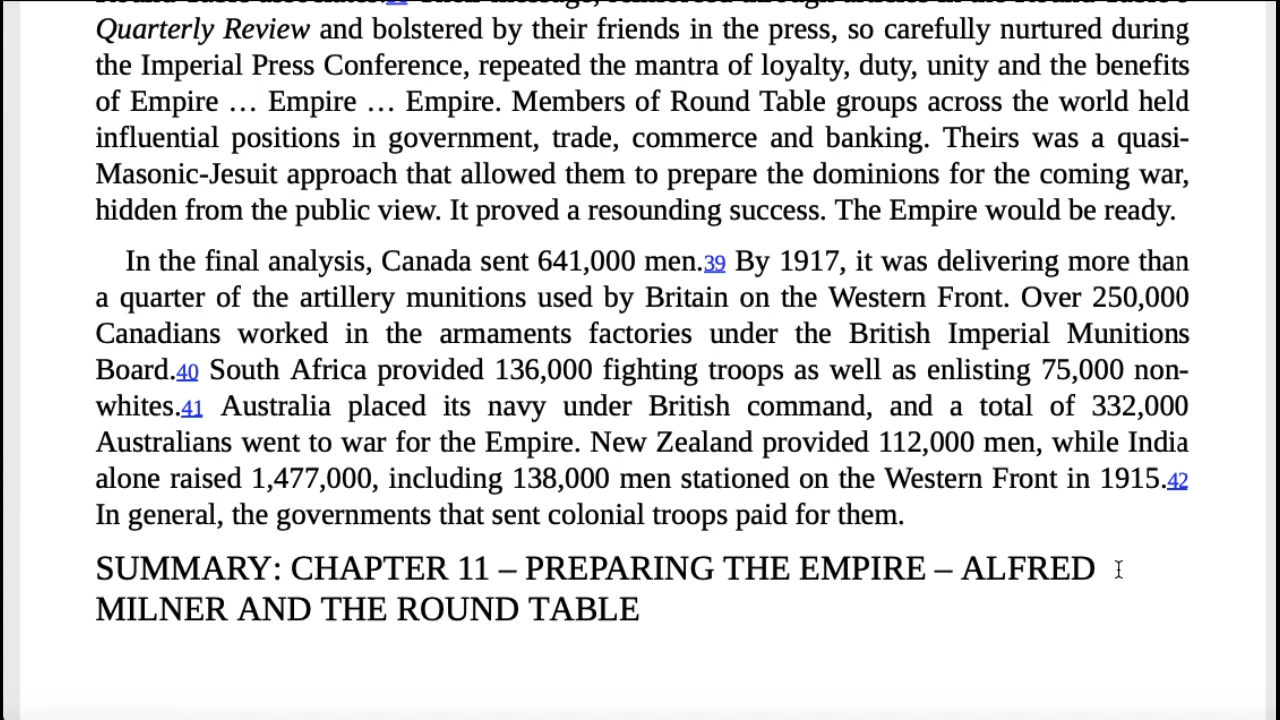 Quarterly Review and bolstered by their friends in the press, so carefully nurtured during
the Imperial Press Conference, repeated the mantra of loyalty, duty, unity and the benefits
of Empire … Empire … Empire. Members of Round Table groups across the world held
influential positions in government, trade, commerce and banking. Theirs was a quasi-
Masonic-Jesuit approach that allowed them to prepare the dominions for the coming war,
hidden from the public view. It proved a resounding success. The Empire would be ready.
In the final analysis, Canada sent 641,000 men.39 By 1917, it was delivering more than
a quarter of the artillery munitions used by Britain on the Western Front. Over 250,000
Canadians worked in the armaments factories under the British Imperial Munitions
Board.40 South Africa provided 136,000 fighting troops as well as enlisting 75,000 non-
whites.41 Australia placed its navy under British command, and a total of 332,000
Australians went to war for the Empire. New Zealand provided 112,000 men, while India
alone raised 1,477,000, including 138,000 men stationed on the Western Front in 1915.42
In general, the governments that sent colonial troops paid for them.
SUMMARY: CHAPTER 11 – PREPARING THE EMPIRE – ALFRED
MILNER AND THE ROUND TABLE